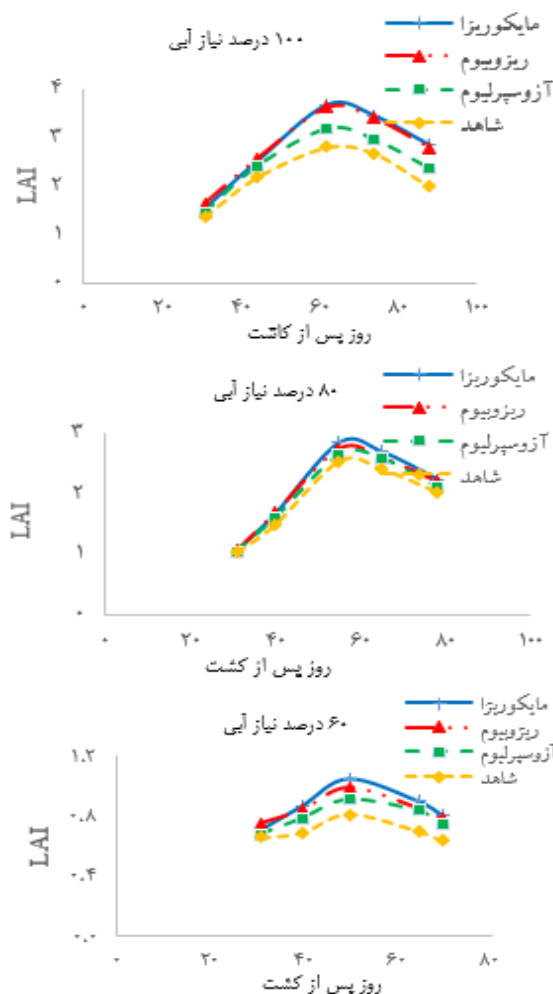 ۱۰۰ درصد نیاز آبی
مایکوریزا
ریزوبیوم
آزوسپرلیوم
شاهد
LAI
۴
۳
۲
۱
۰
۰ ۲۰ ۴۰ ۶۰ ۸۰ ۱۰۰
روز پس از کاشت
۸۰ درصد نیاز آبی
مایکوریزا
ریزوبیوم
آزوسپرلیوم
شاهد
LAI
۳
۲
۱
۰
۰ ۲۰ ۴۰ ۶۰ ۸۰ ۱۰۰
روز پس از کشت
۶۰ درصد نیاز آبی
مایکوریزا
ریزوبیوم
آزوسپرلیوم
شاهد
LAI
۱.۲
۰.۸
۰.۴
۰.۰
۰ ۲۰ ۴۰ ۶۰ ۸۰
روز پس از کشت